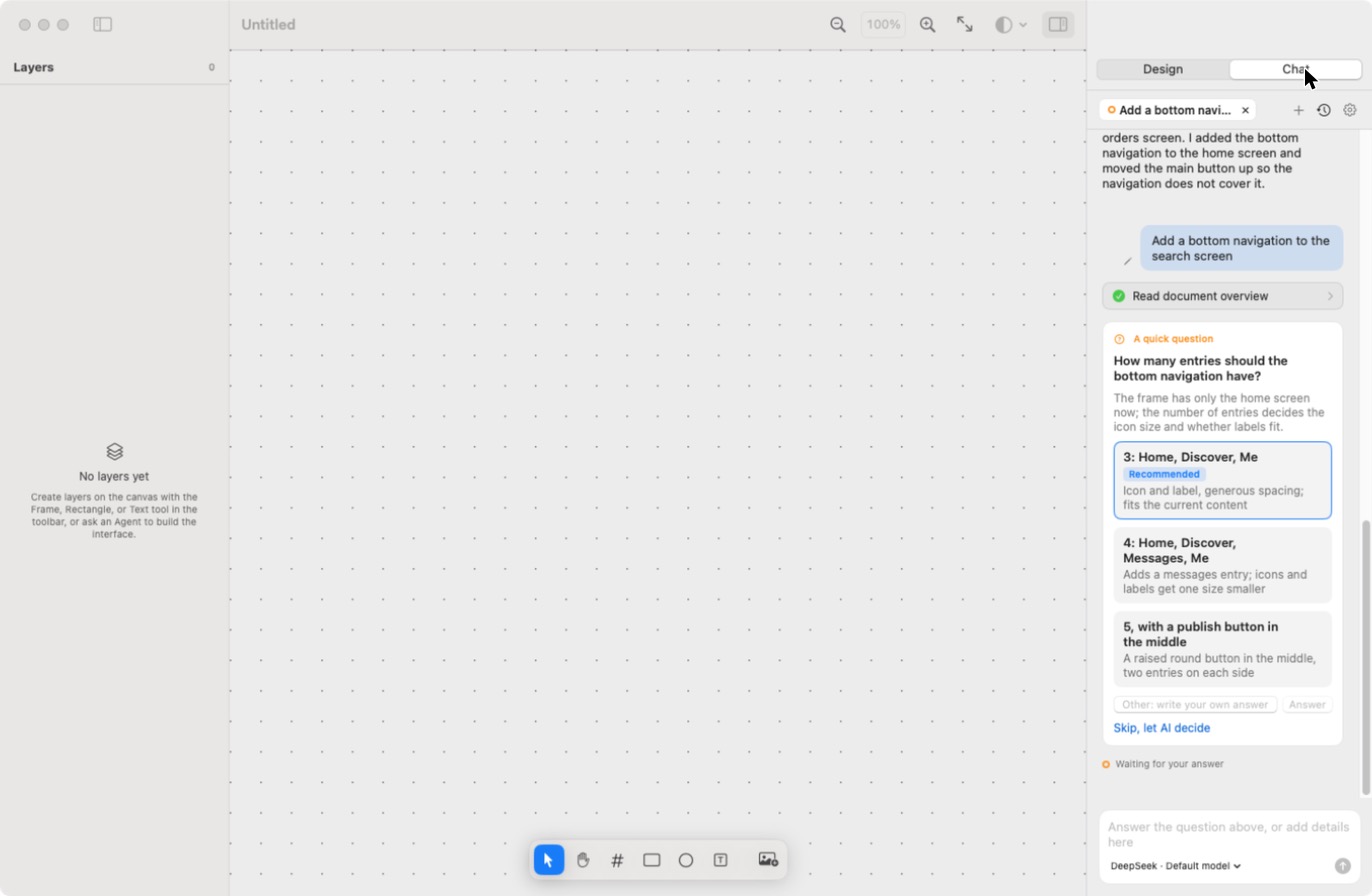 Untitled
100%
Layers
0
Design
Chat
Add a bottom navi...
orders screen. I added the bottom
navigation to the home screen and
moved the main button up so the
navigation does not cover it.
Add a bottom navigation to the
search screen
Read document overview
A quick question
How many entries should the
bottom navigation have?
The frame has only the home screen
now; the number of entries decides the
icon size and whether labels fit.
3: Home, Discover, Me
Recommended
Icon and label, generous spacing;
fits the current content
4: Home, Discover,
Messages, Me
Adds a messages entry; icons and
labels get one size smaller
5, with a publish button in
the middle
A raised round button in the middle,
two entries on each side
Other: write your own answer
Answer
Skip, let AI decide
Waiting for your answer
Answer the question above, or add details
here
DeepSeek · Default model
No layers yet
Create layers on the canvas with the
Frame, Rectangle, or Text tool in the
toolbar, or ask an Agent to build the
interface.